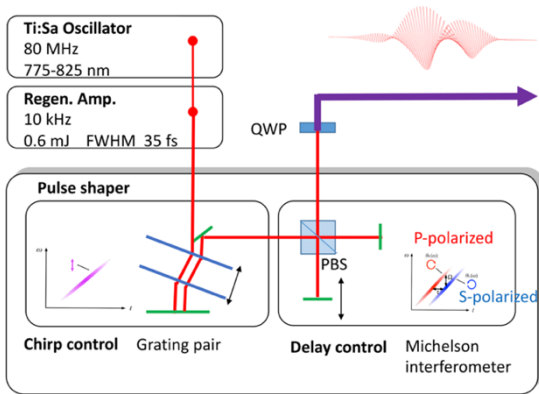 Ti:Sa Oscillator
80 MHz
775-825 nm
Regen. Amp.
10 kHz
0.6 mJ FWHM 35 fs
QWP
Pulse shaper
PBS
P-polarized
S-polarized
ω
t
Chirp control
Grating pair
Delay control
Michelson
interferometer